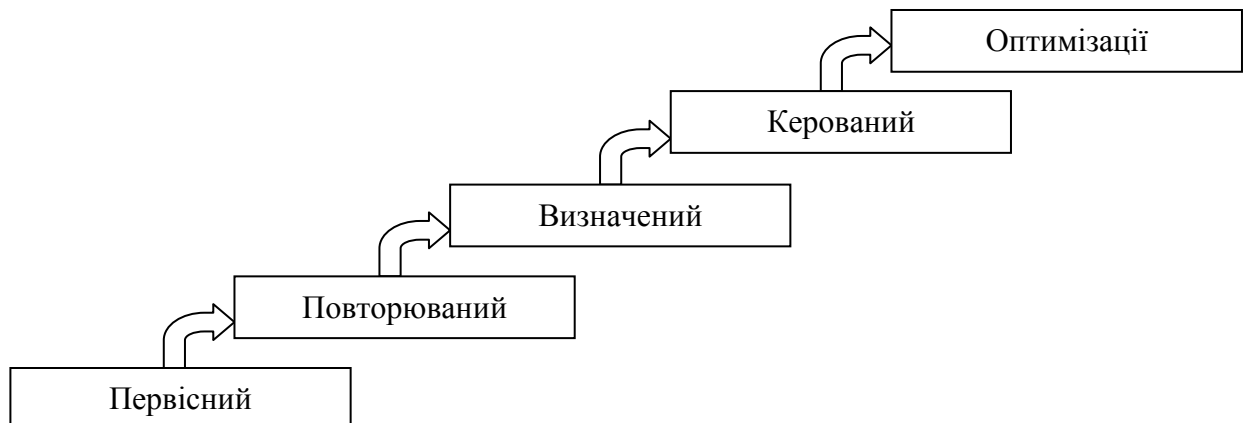 Оптимізації
Керований
Визначений
Повторюваний
Первісний